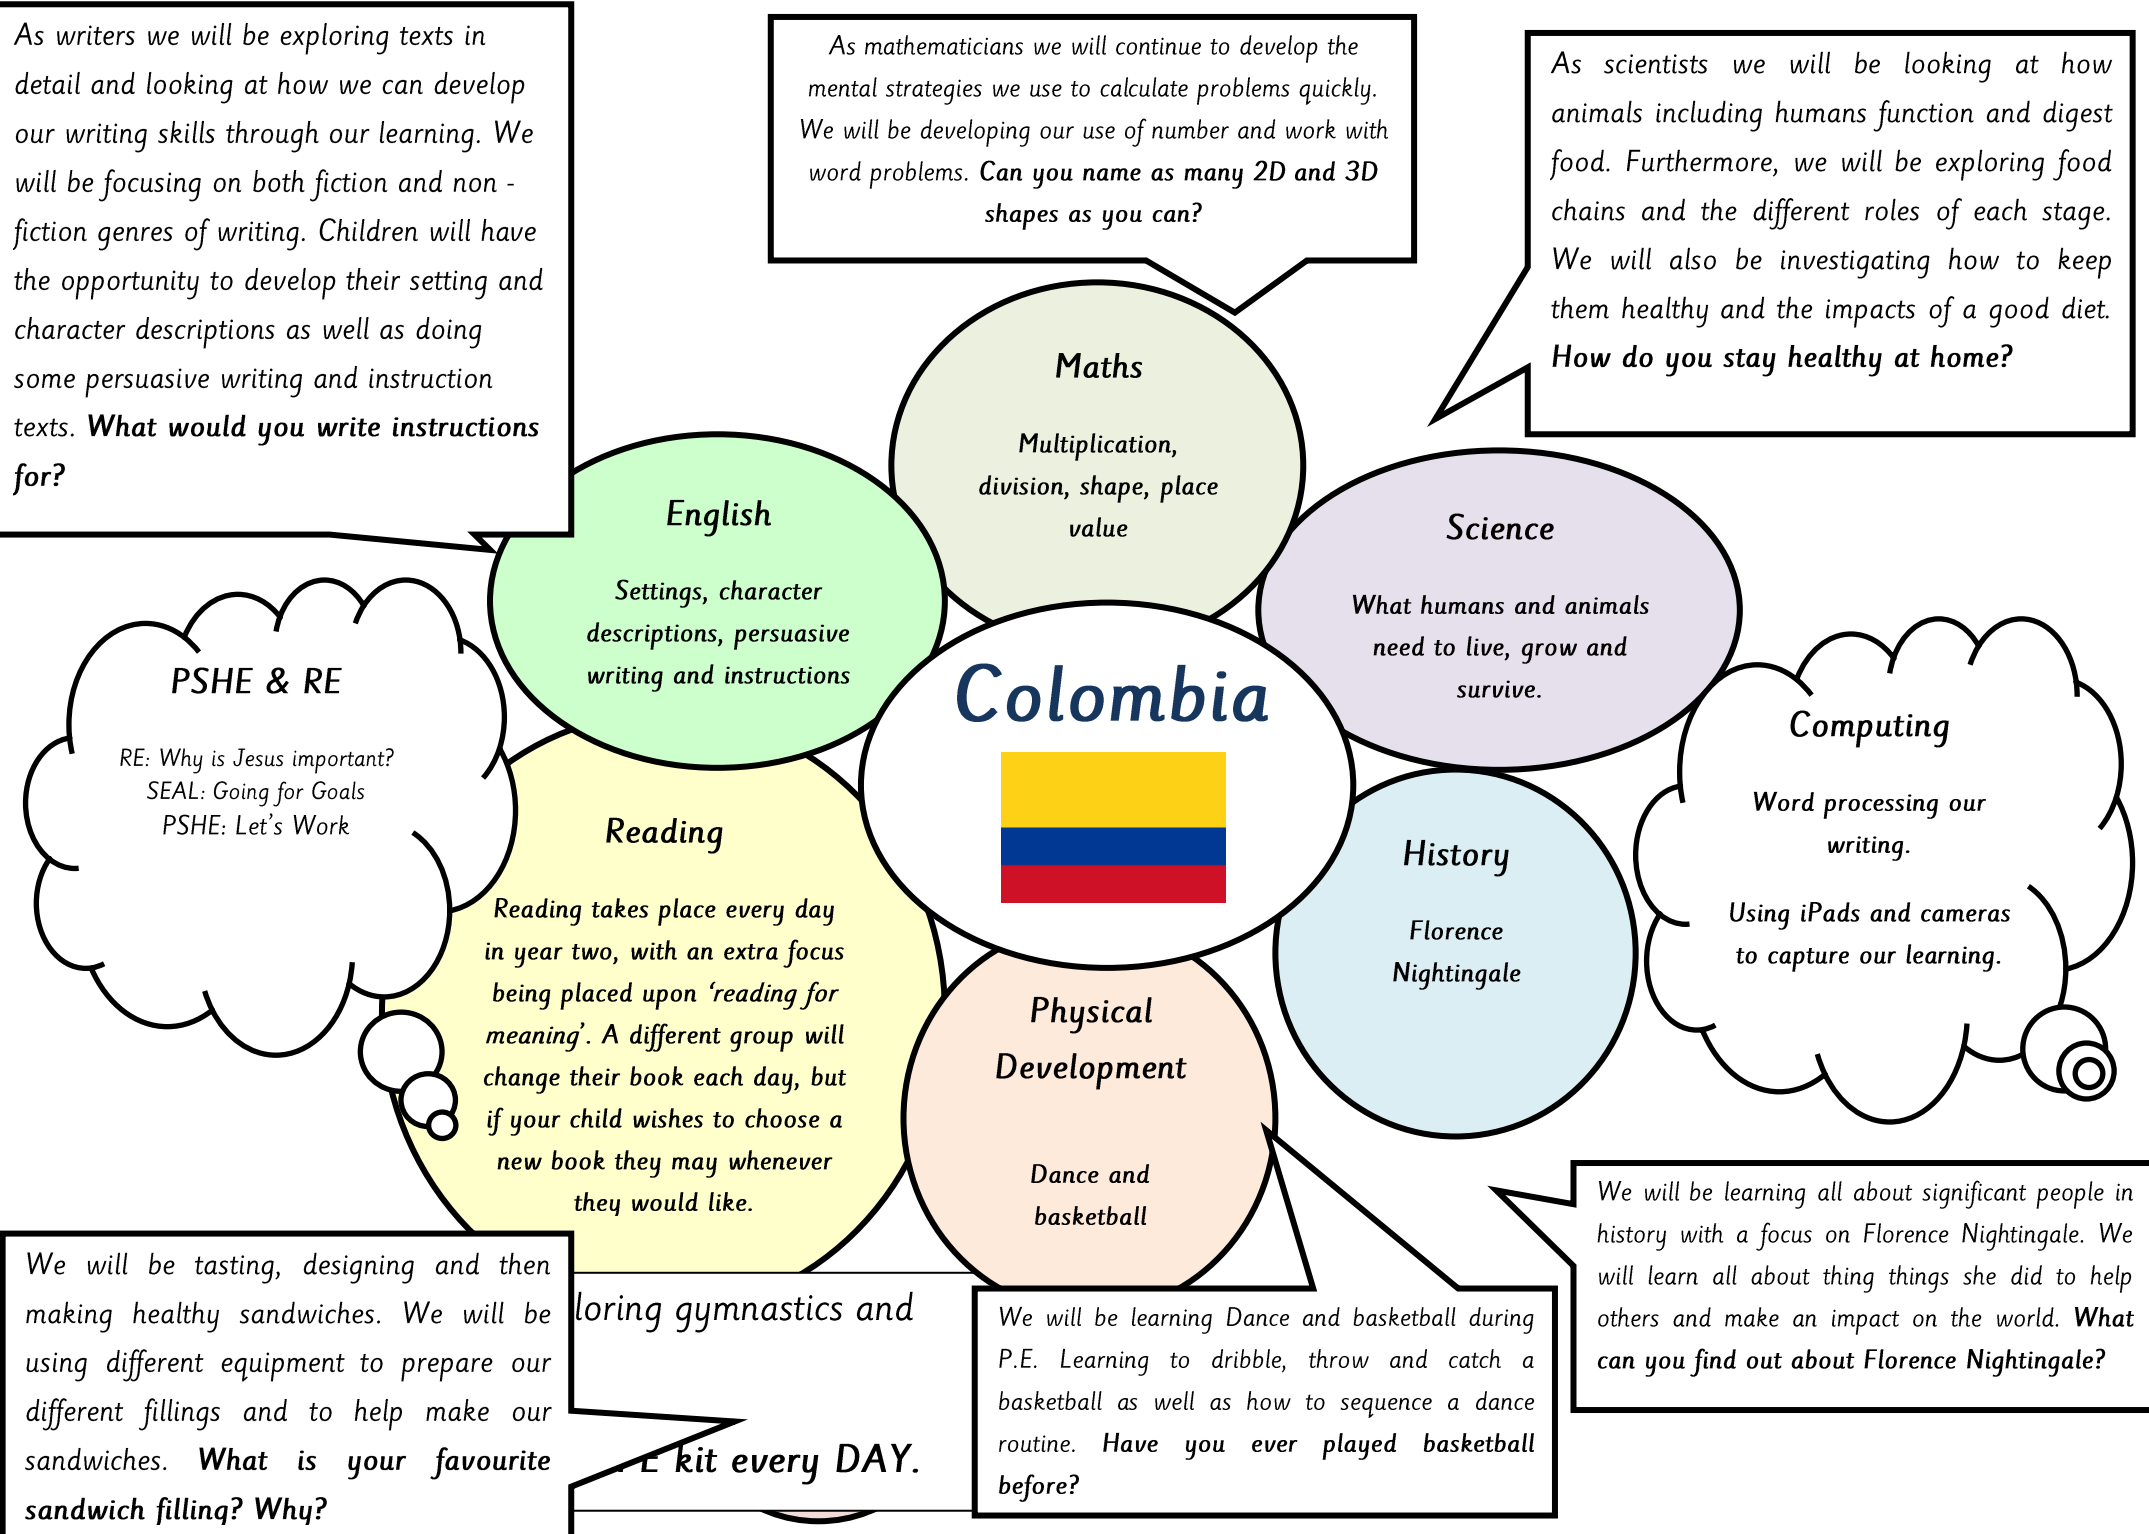 As writers we will be exploring texts in
detail and looking at how we can develop
our writing skills through our learning. We
will be focusing on both fiction and non -
fiction genres of writing. Children will have
the opportunity to develop their setting and
character descriptions as well as doing
some persuasive writing and instruction
texts. What would you write instructions
for?
As mathematicians we will continue to develop the
mental strategies we use to calculate problems quickly.
We will be developing our use of number and work with
word problems. Can you name as many 2D and 3D
shapes as you can?
As scientists we will be looking at how
animals including humans function and digest
food. Furthermore, we will be exploring food
chains and the different roles of each stage.
We will also be investigating how to keep
them healthy and the impacts of a good diet.
How do you stay healthy at home?
Maths
Multiplication,
division, shape, place
value
English
Settings, character
descriptions, persuasive
writing and instructions
Science
What humans and animals
need to live, grow and
survive.
PSHE & RE
RE: Why is Jesus important?
SEAL: Going for Goals
PSHE: Let's Work
Colombia
Computing
Word processing our
writing.
Using iPads and cameras
to capture our learning.
Reading
Reading takes place every day
in year two, with an extra focus
being placed upon 'reading for
meaning'. A different group will
change their book each day, but
if your child wishes to choose a
new book they may whenever
they would like.
History
Florence
Nightingale
Physical
Development
Dance and
basketball
We will be tasting, designing and then
making healthy sandwiches. We will be
using different equipment to prepare our
different fillings and to help make our
sandwiches. What is your favourite
sandwich filling? Why?
loring gymnastics and
kit every DAY.
We will be learning Dance and basketball during
P.E. Learning to dribble, throw and catch a
basketball as well as how to sequence a dance
routine. Have you ever played basketball
before?
We will be learning all about significant people in
history with a focus on Florence Nightingale. We
will learn all about thing things she did to help
others and make an impact on the world. What
can you find out about Florence Nightingale?